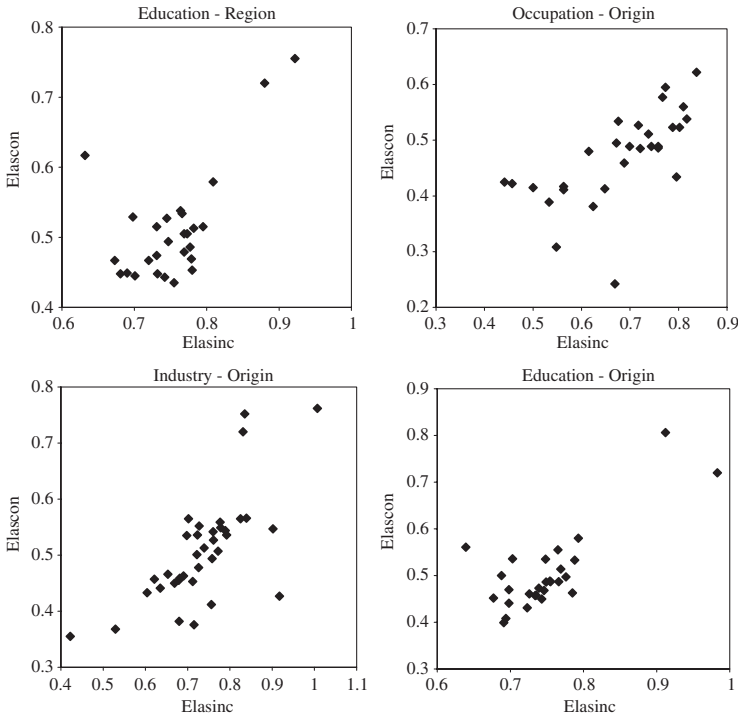 Education - Region
0.8
0.7
0.6
0.5
0.4
Elascon
0.6 0.7 0.8 0.9 1
Elasinc
Occupation - Origin
0.7
0.6
0.5
0.4
0.3
0.2
Elascon
0.3 0.4 0.5 0.6 0.7 0.8 0.9
Elasinc
Industry - Origin
0.8
0.7
0.6
0.5
0.4
0.3
Elascon
0.4 0.5 0.6 0.7 0.8 0.9 1 1.1
Elasinc
Education - Origin
0.9
0.8
0.7
0.6
0.5
0.4
0.3
Elascon
0.6 0.7 0.8 0.9 1
Elasinc